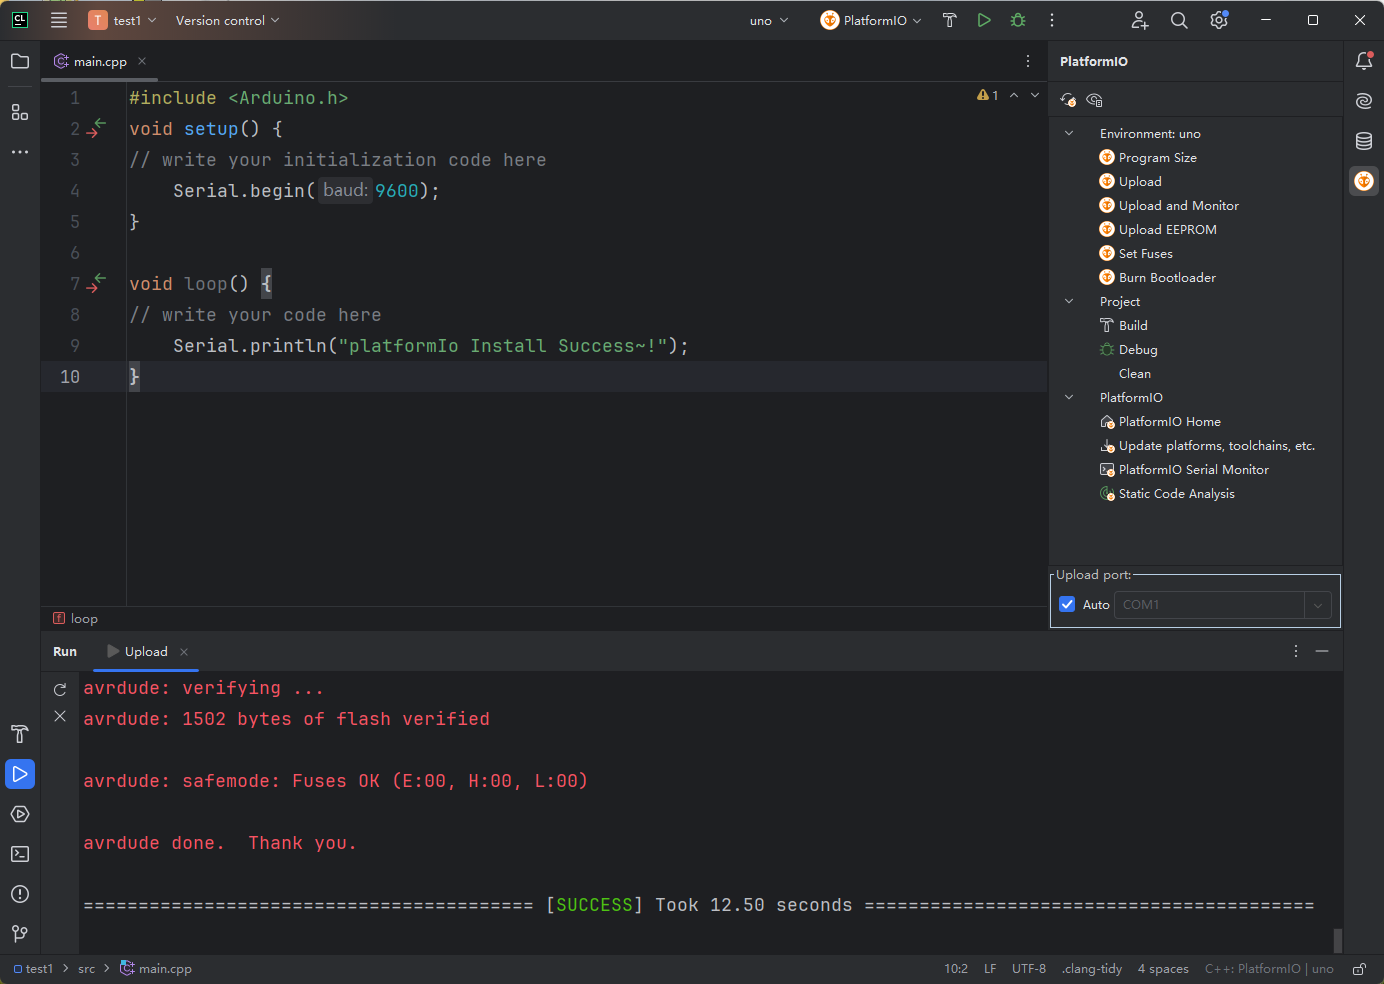 CL
T test1 Version control uno PlatformIO
main.cpp
PlatformIO
1 #include <Arduino.h>
1
2 void setup() {
3 // write your initialization code here
4 Serial.begin( baud: 9600);
5 }
6
7 void loop() {
8 // write your code here
9 Serial.println("platformIo Install Success~!");
10 }
Environment: uno
Program Size
Upload
Upload and Monitor
Upload EEPROM
Set Fuses
Burn Bootloader
Project
Build
Debug
Clean
PlatformIO
PlatformIO Home
Update platforms, toolchains, etc.
PlatformIO Serial Monitor
Static Code Analysis
Upload port:
Auto COM1
f loop
Run Upload
avrdude: verifying ...
avrdude: 1502 bytes of flash verified
avrdude: safemode: Fuses OK (E:00, H:00, L:00)
avrdude done.  Thank you.
========================================= [SUCCESS] Took 12.50 seconds =========================================
test1 > src > main.cpp
10:2 LF UTF-8 .clang-tidy 4 spaces C++: PlatformIO | uno